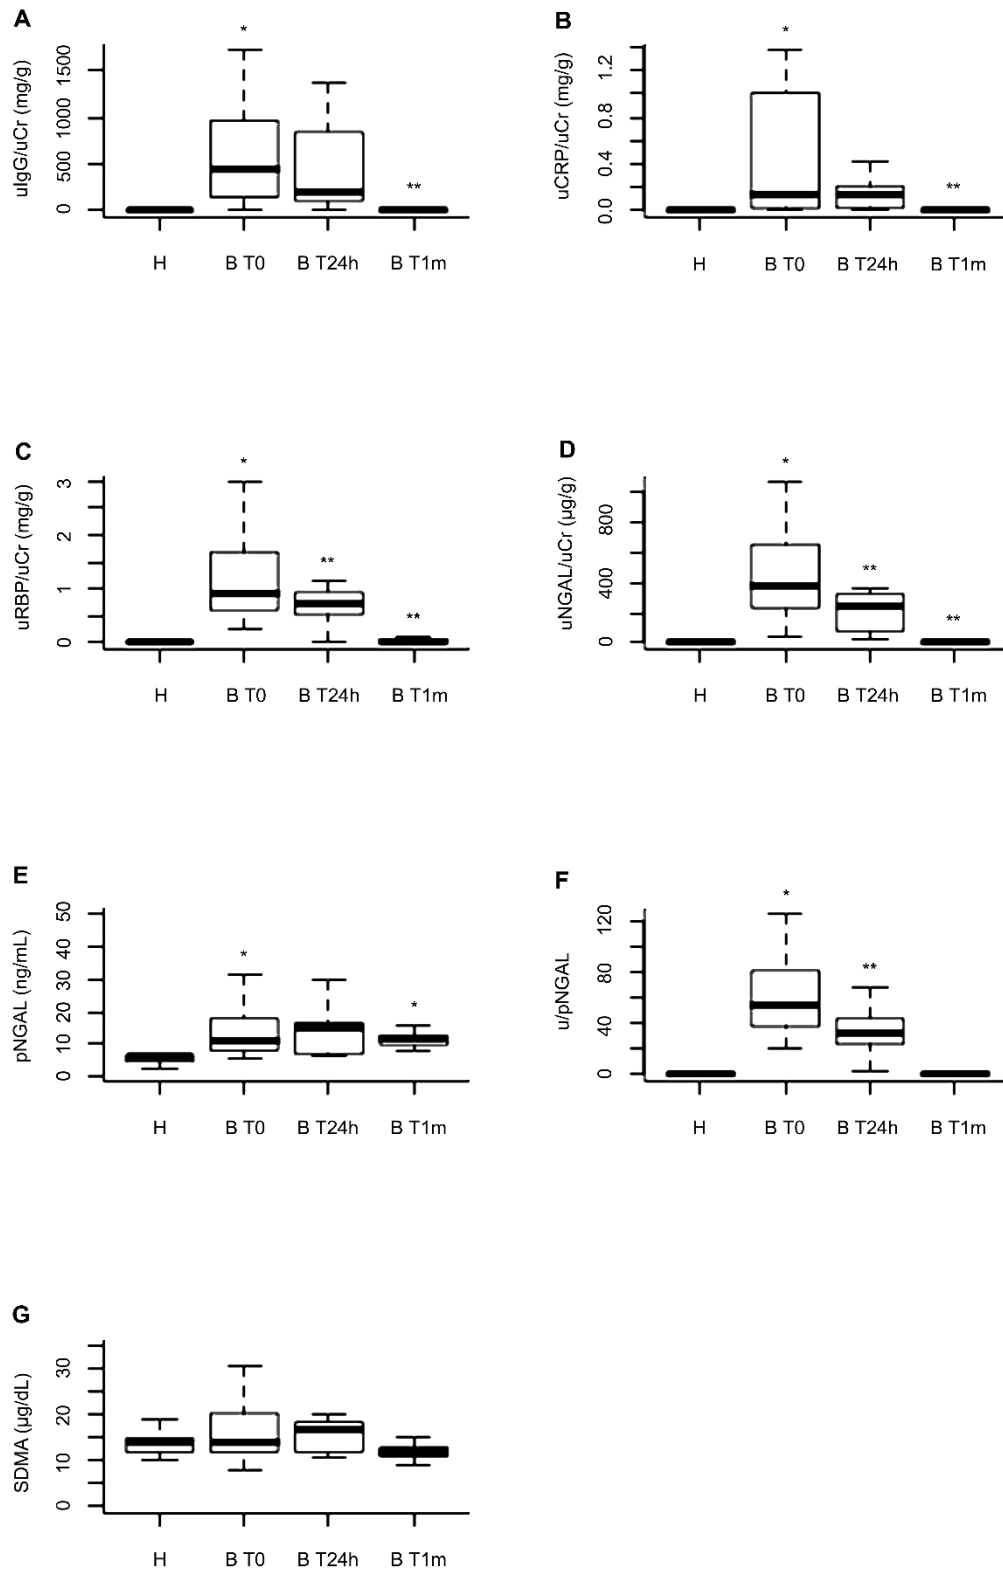 A
uIgG/uCr (mg/g)
1500
1000
500
0
*
**
H B T0 B T24h B T1m
B
uCRP/uCr (mg/g)
1.2
0.8
0.4
0.0
*
**
H B T0 B T24h B T1m
C
uRBP/uCr (mg/g)
3
2
1
0
*
**
**
H B T0 B T24h B T1m
D
uNGAL/uCr (µg/g)
800
400
0
*
**
**
H B T0 B T24h B T1m
E
pNGAL (ng/mL)
50
40
30
20
10
0
*
*
H B T0 B T24h B T1m
F
u/pNGAL
120
80
40
0
*
**
H B T0 B T24h B T1m
G
SDMA (µg/dL)
30
20
10
0
H B T0 B T24h B T1m